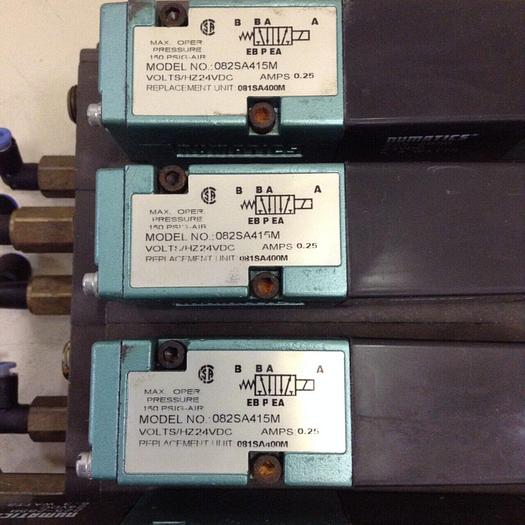 B B A A
EB P EA
MAX. OPER
PRESSURE
150 PSIG-AIR
MODEL NO.: 082SA415M
VOLTS/HZ24VDC AMPS 0.25
REPLACEMENT UNIT: 081SA400M
NUMATICS
NUMATICS
B B A A
EB P EA
MAX. OPER.
PRESSURE
150 PSIG-AIR
MODEL NO.: 082SA415M
VOLTS/HZ24VDC AMPS 0.25
REPLACEMENT UNIT: 081SA400M
B B A A
EB P EA
MAX. OPER.
PRESSURE
150 PSIG-AIR
MODEL NO.: 082SA415M
VOLTS/HZ24VDC AMPS 0.25
REPLACEMENT UNIT: 081SA400M
NUMATICS